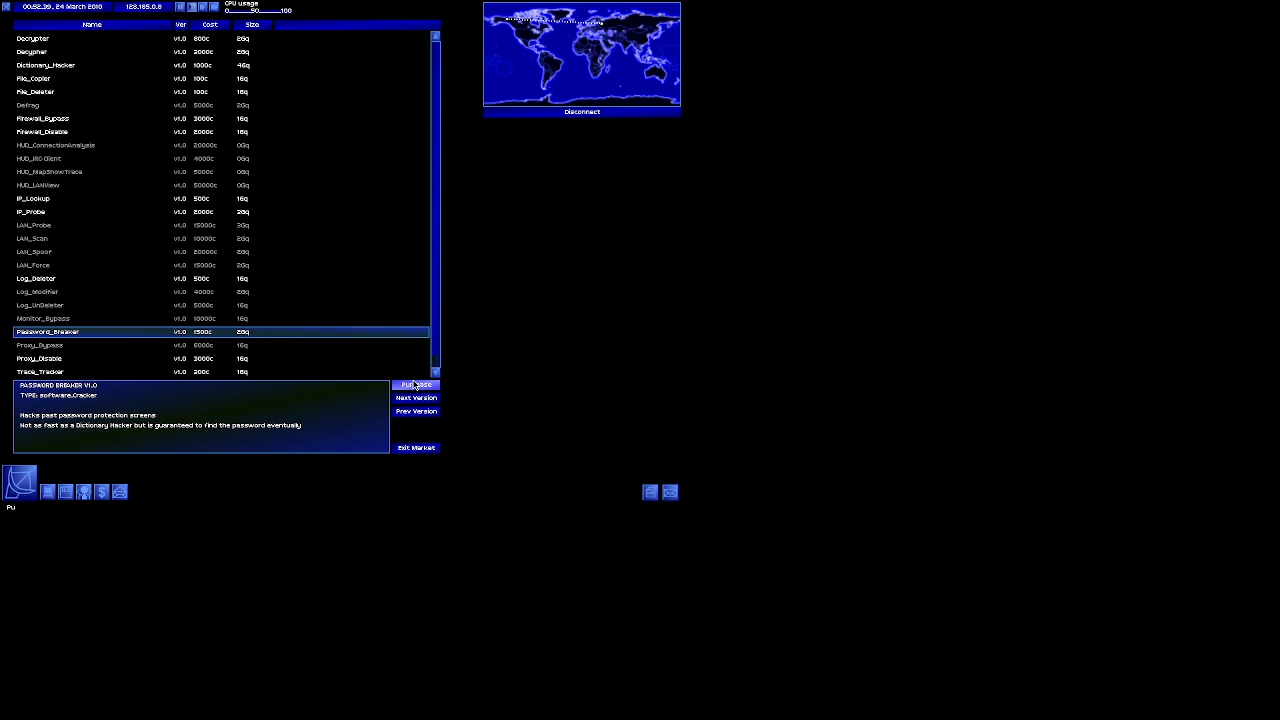 00:52.39, 24 March 2010 128.185.0.8 CPU usage
0 50 100
Name Ver Cost Size
Decrypter v1.0 800c 2Gq
Decypher v1.0 2000c 2Gq
Dictionary_Hacker v1.0 1000c 4Gq
File_Copier v1.0 100c 1Gq
File_Deleter v1.0 100c 1Gq
Defrag v1.0 5000c 2Gq
Firewall_Bypass v1.0 3000c 1Gq
Firewall_Disable v1.0 2000c 1Gq
HUD_ConnectionAnalysis v1.0 20000c 0Gq
HUD_IRC-Client v1.0 4000c 0Gq
HUD_MapShowTrace v1.0 5000c 0Gq
HUD_LANView v1.0 50000c 0Gq
IP_Lookup v1.0 500c 1Gq
IP_Probe v1.0 2000c 2Gq
LAN_Probe v1.0 15000c 3Gq
LAN_Scan v1.0 10000c 2Gq
LAN_Spoof v1.0 20000c 2Gq
LAN_Force v1.0 15000c 2Gq
Log_Deleter v1.0 500c 1Gq
Log_Modifier v1.0 4000c 2Gq
Log_UnDeleter v1.0 5000c 1Gq
Monitor_Bypass v1.0 10000c 1Gq
Password_Breaker v1.0 1500c 2Gq
Proxy_Bypass v1.0 6000c 1Gq
Proxy_Disable v1.0 3000c 1Gq
Trace_Tracker v1.0 200c 1Gq
Disconnect
PASSWORD BREAKER V1.0
TYPE: software.Cracker
Hacks past password protection screens
Not as fast as a Dictionary Hacker but is guaranteed to find the password eventually
Purchase
Next Version
Prev Version
Exit Market
Pu